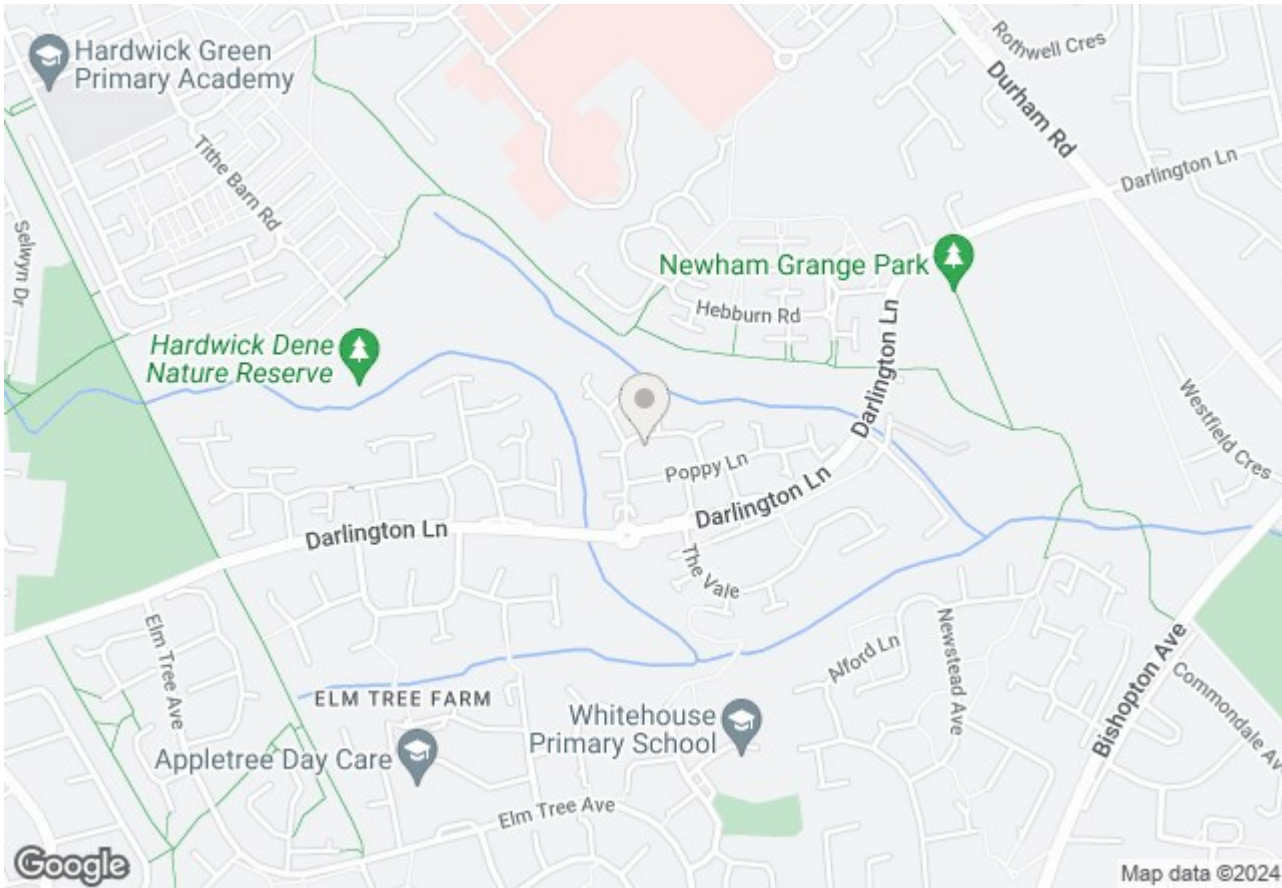 Hardwick Green
Primary Academy
Rothwell Cres
Durham Rd
Tithe Barn Rd
Darlington Ln
Selwyn Dr
Newham Grange Park
Hebburn Rd
Hardwick Dene
Nature Reserve
Darlington Ln
Westfield Cres
Poppy Ln
Darlington Ln
Darlington Ln
The Vale
Elm Tree Ave
Alford Ln
Newstead Ave
Bishopton Ave
Commondale Av
ELM TREE FARM
Whitehouse
Primary School
Appletree Day Care
Elm Tree Ave
Google
Map data ©2024